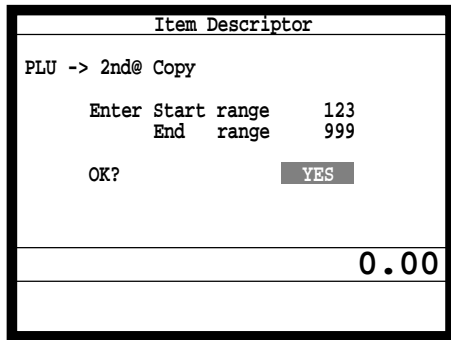 Item Descriptor
PLU -> 2nd@ Copy
Enter Start range 123
End range 999
OK? YES
0.00